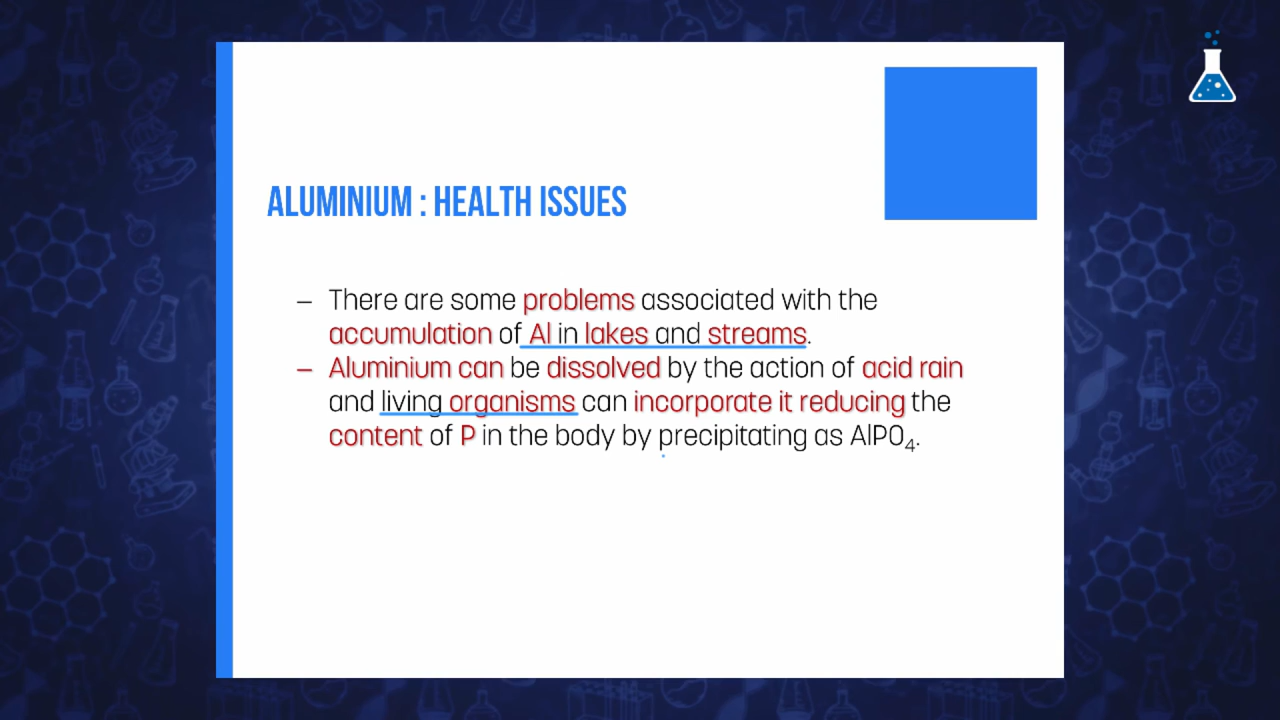 ALUMINIUM : HEALTH ISSUES
– There are some problems associated with the
accumulation of Al in lakes and streams.
– Aluminium can be dissolved by the action of acid rain
and living organisms can incorporate it reducing the
content of P in the body by precipitating as AlPO₄.